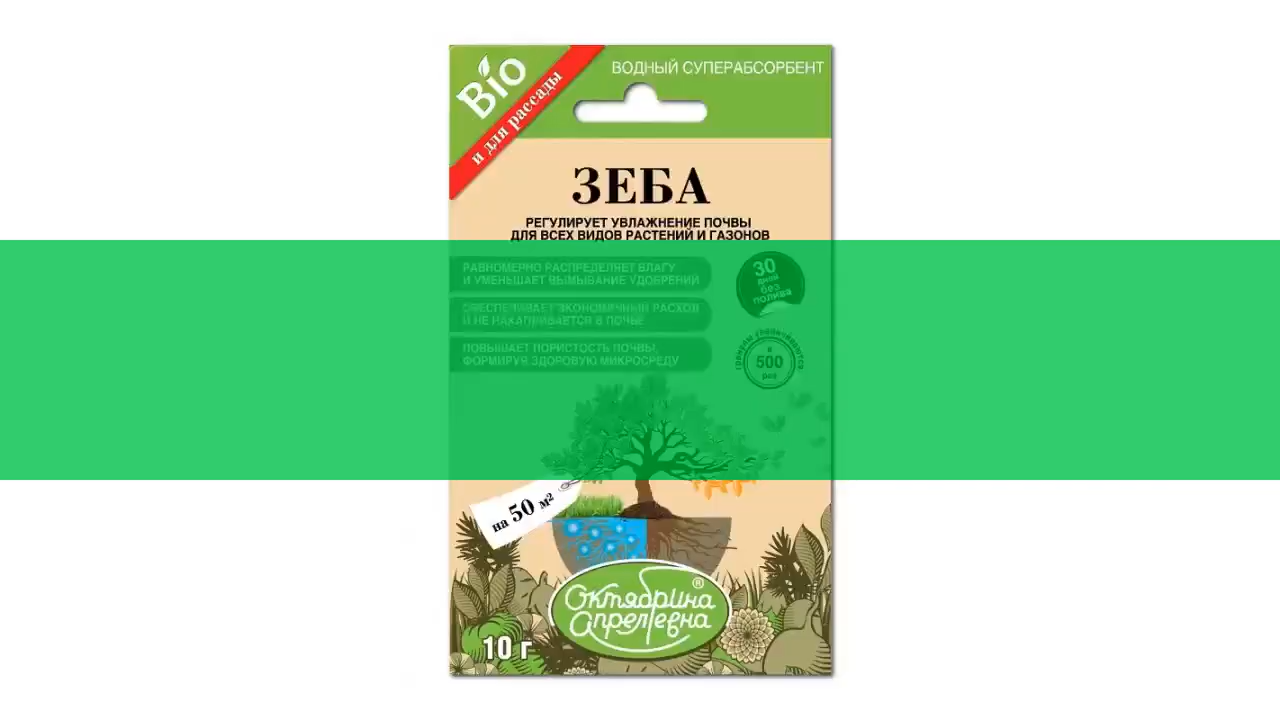 Bio
и для рассады
ВОДНЫЙ СУПЕРАБСОРБЕНТ
ЗЕБА
РЕГУЛИРУЕТ УВЛАЖНЕНИЕ ПОЧВЫ
ДЛЯ ВСЕХ ВИДОВ РАСТЕНИЙ И ГАЗОНОВ
РАВНОМЕРНО РАСПРЕДЕЛЯЕТ ВЛАГУ
И УМЕНЬШАЕТ ВЫМЫВАНИЕ УДОБРЕНИЙ
30
дней
без
полива
ОБЕСПЕЧИВАЕТ ЭКОНОМИЧНЫЙ РАСХОД
И НЕ НАКАПЛИВАЕТСЯ В ПОЧВЕ
ПОВЫШАЕТ ПОРИСТОСТЬ ПОЧВЫ,
ФОРМИРУЯ ЗДОРОВУЮ МИКРОСРЕДУ
в
500
раз
на 50 м²
Октябрина ®
Апрелевна
10 г